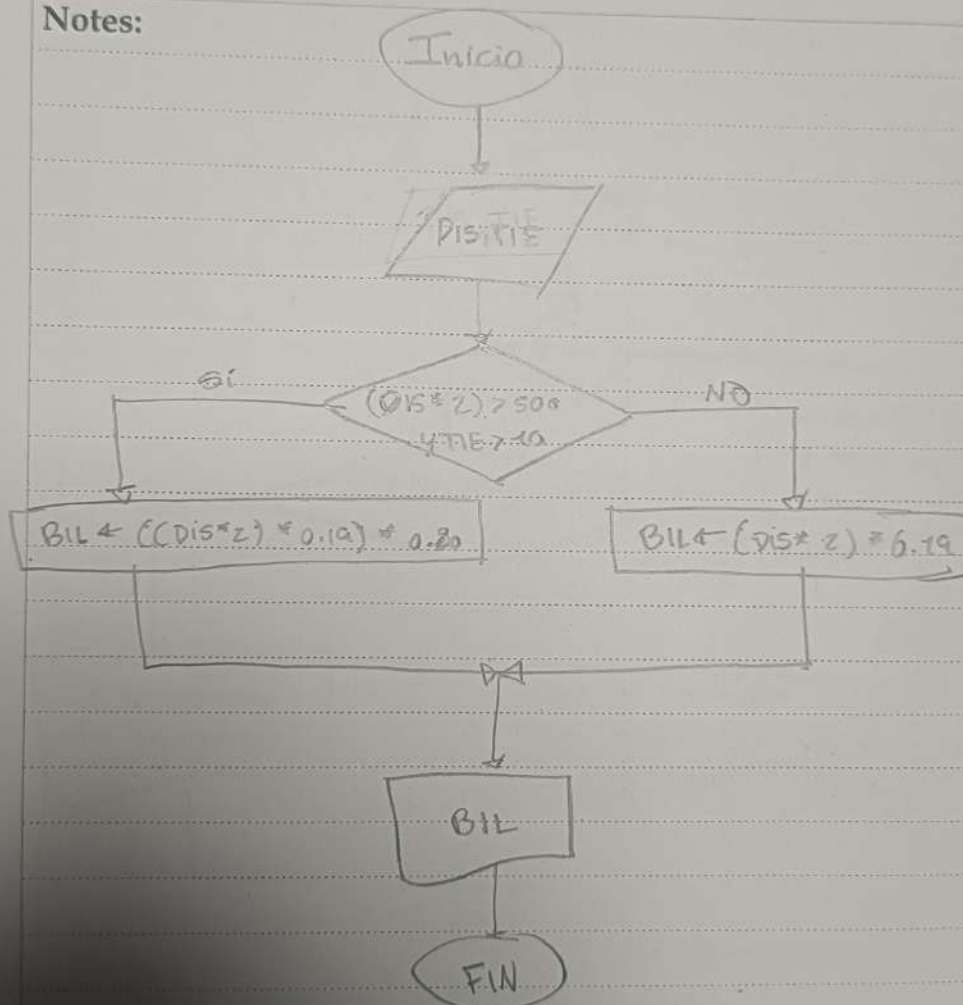 Notes:
Inicio
DIS, TIE
Sí
(DIS * 2) > 500
NO
Y TIE > 10
BIL ← ((DIS*2) * 0.19) * 0.80
BIL ← (DIS * 2) * 0.19
BIL
FIN